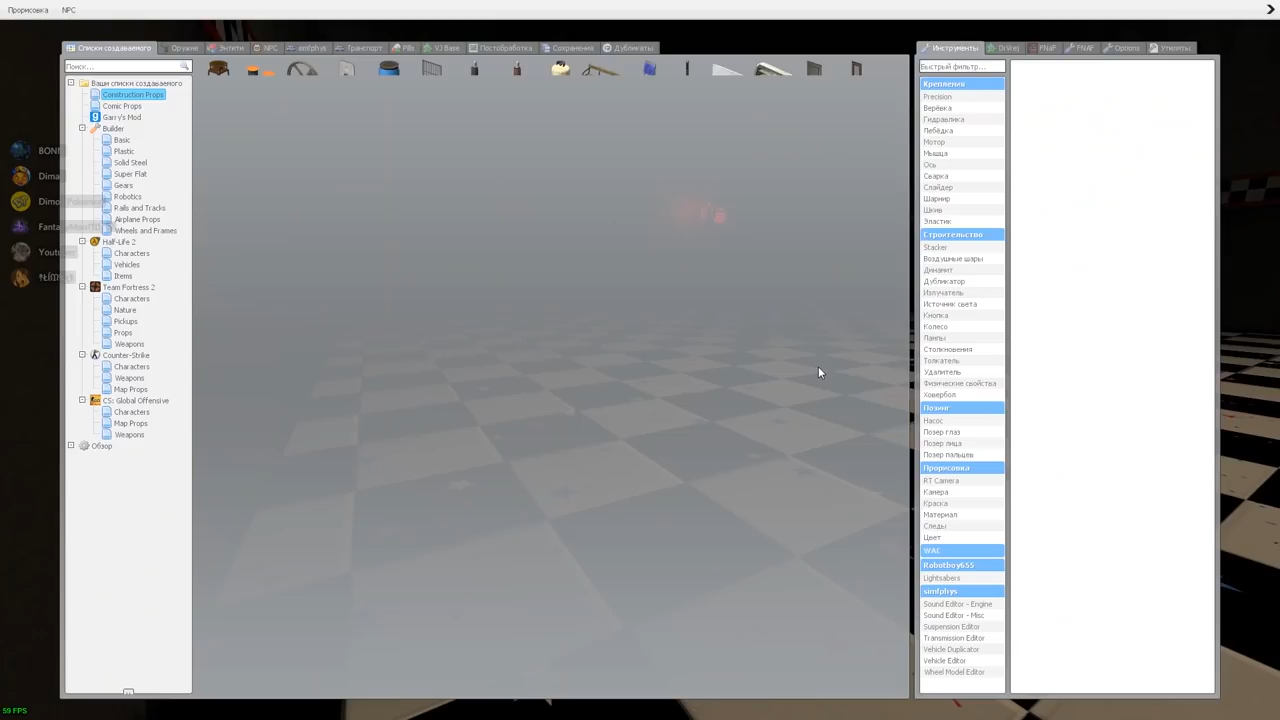 Прорисовка NPC
Списки создаваемого Оружие Энтити NPC simfphys Транспорт Pills VJ Base Постобработка Сохранения Дубликаты
Инструменты DrVrej PNaF FNAF Options Утилиты
Поиск...
Быстрый фильтр...
Ваши списки создаваемого
Construction Props
Comic Props
Garry's Mod
Builder
Basic
Plastic
Solid Steel
Super Flat
Gears
Robotics
Rails and Tracks
Airplane Props
Wheels and Frames
Half-Life 2
Characters
Vehicles
Items
Team Fortress 2
Characters
Nature
Pickups
Props
Weapons
Counter-Strike
Characters
Weapons
Map Props
CS: Global Offensive
Characters
Map Props
Weapons
Обзор
BONN
Dima
Dimo
Fanta
Youtu
Крепления
Precision
Верёвка
Гидравлика
Лебёдка
Мотор
Мышца
Ось
Сварка
Слайдер
Шарнир
Шкив
Эластик
Строительство
Stacker
Воздушные шары
Динамит
Дубликатор
Излучатель
Источник света
Кнопка
Колесо
Лампы
Столкновения
Толкатель
Удалитель
Физические свойства
Ховербол
Позинг
Насос
Позер глаз
Позер лица
Позер пальцев
Прорисовка
RT Camera
Камера
Краска
Материал
Следы
Цвет
WAC
Robotboy655
Lightsabers
simfphys
Sound Editor - Engine
Sound Editor - Misc
Suspension Editor
Transmission Editor
Vehicle Duplicator
Vehicle Editor
Wheel Model Editor
59 FPS